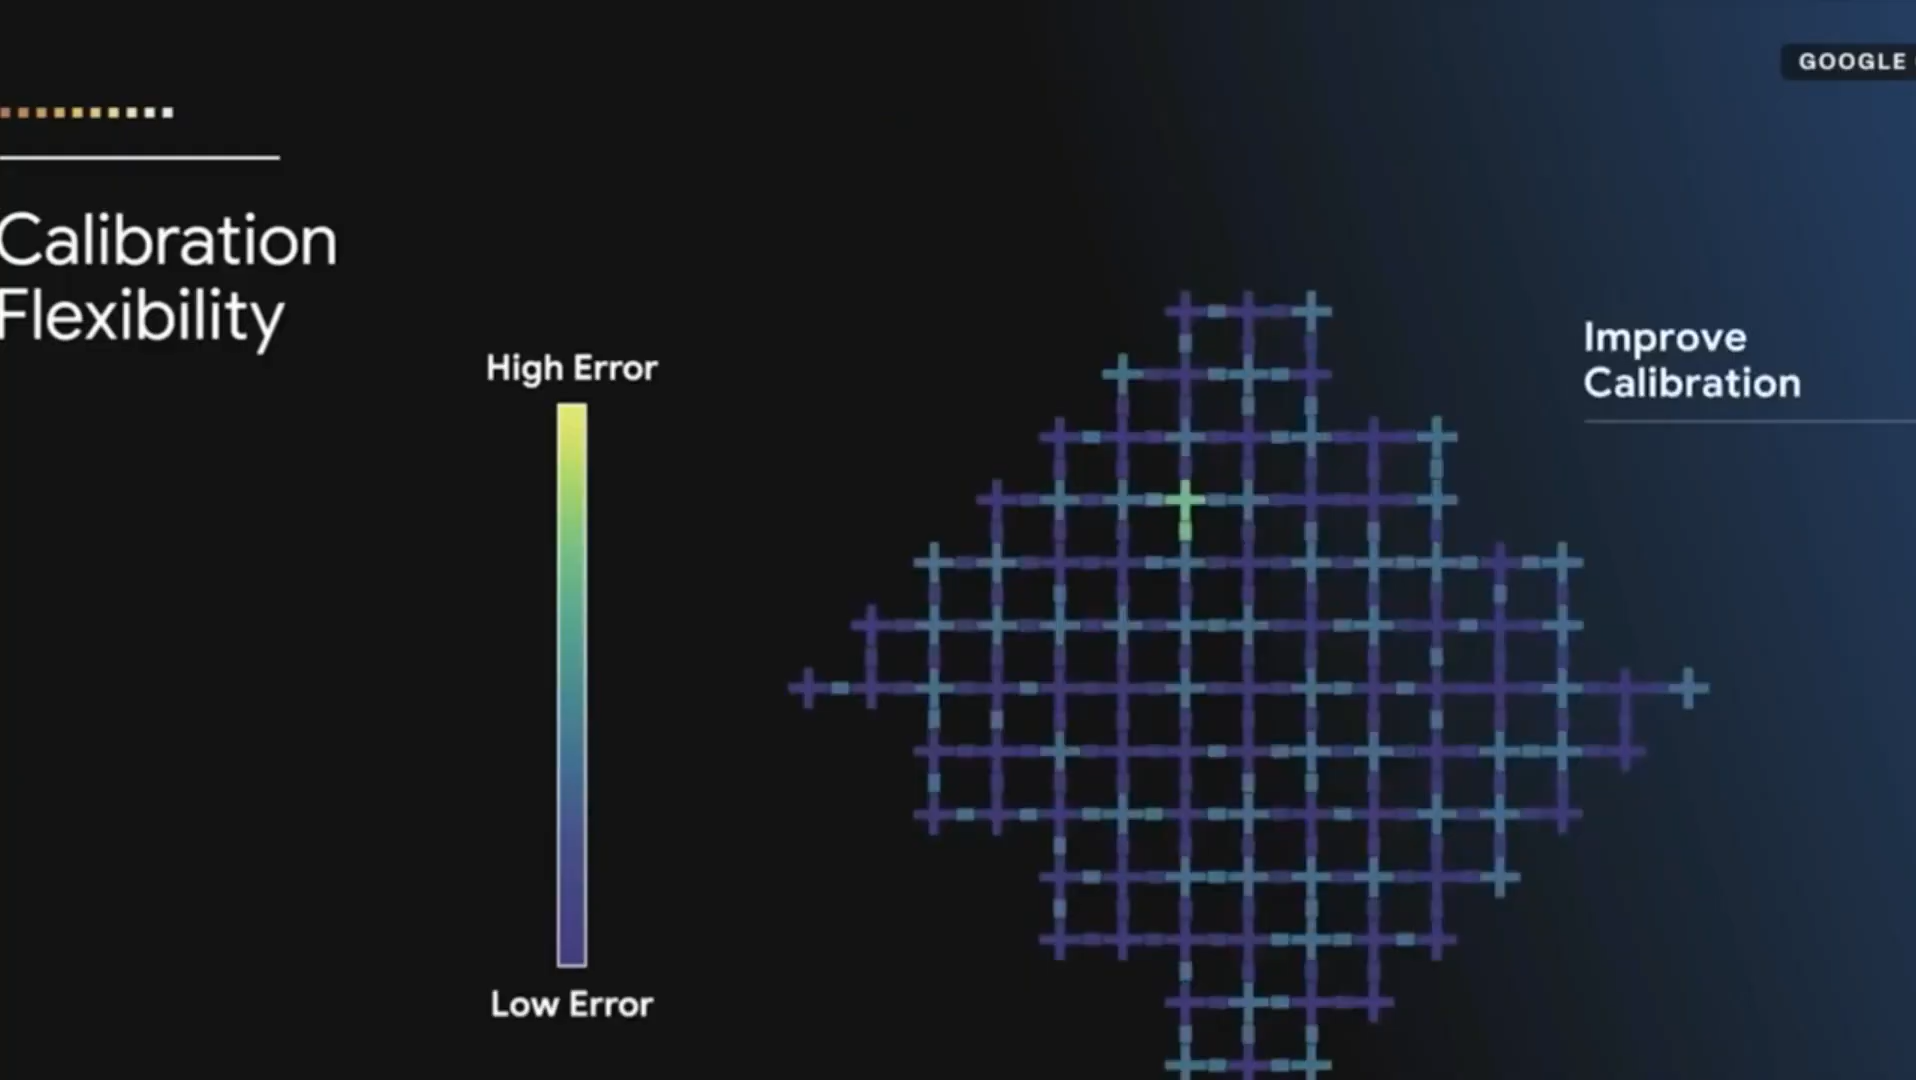 GOOGLE
Calibration
Flexibility
High Error
Low Error
Improve
Calibration